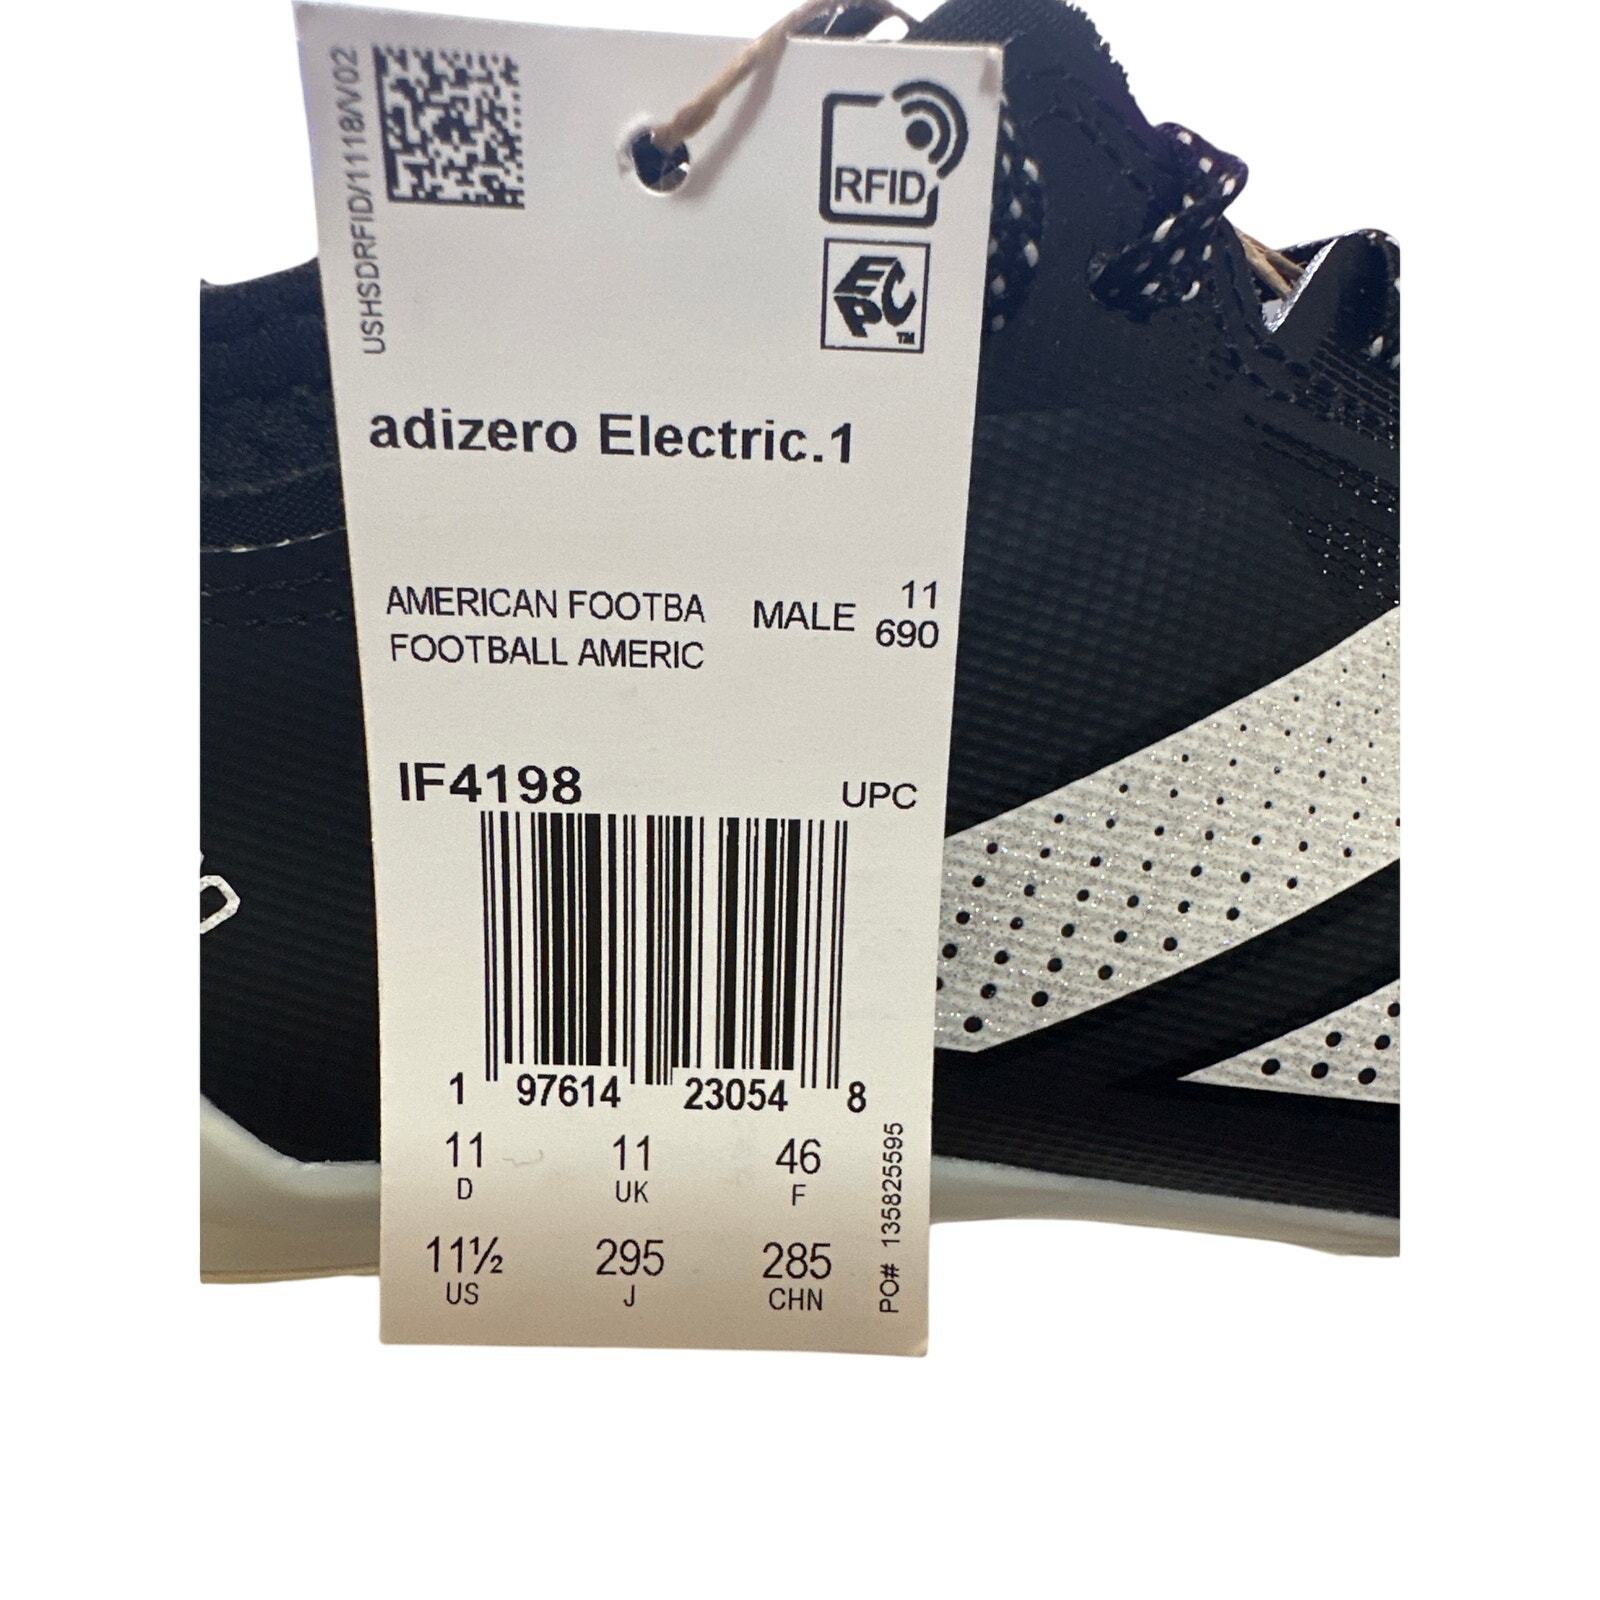 USHSDRFID/1118/V02
RFID
EPC™
adizero Electric.1
AMERICAN FOOTBA
FOOTBALL AMERIC
MALE
11
690
IF4198
UPC
1 97614 23054 8
11 11 46
D UK F
11½ 295 285
US J CHN
PO# 135825595